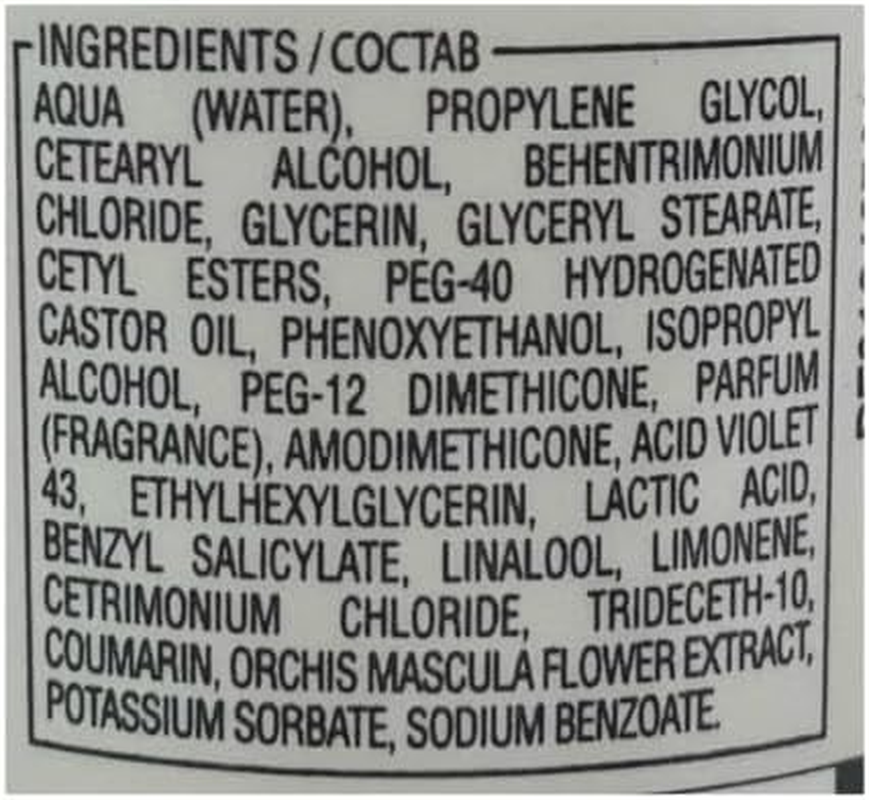 INGREDIENTS / СОСТАВ
AQUA (WATER), PROPYLENE GLYCOL,
CETEARYL ALCOHOL, BEHENTRIMONIUM
CHLORIDE, GLYCERIN, GLYCERYL STEARATE,
CETYL ESTERS, PEG-40 HYDROGENATED
CASTOR OIL, PHENOXYETHANOL, ISOPROPYL
ALCOHOL, PEG-12 DIMETHICONE, PARFUM
(FRAGRANCE), AMODIMETHICONE, ACID VIOLET
43, ETHYLHEXYLGLYCERIN, LACTIC ACID,
BENZYL SALICYLATE, LINALOOL, LIMONENE,
CETRIMONIUM CHLORIDE, TRIDECETH-10,
COUMARIN, ORCHIS MASCULA FLOWER EXTRACT,
POTASSIUM SORBATE, SODIUM BENZOATE.